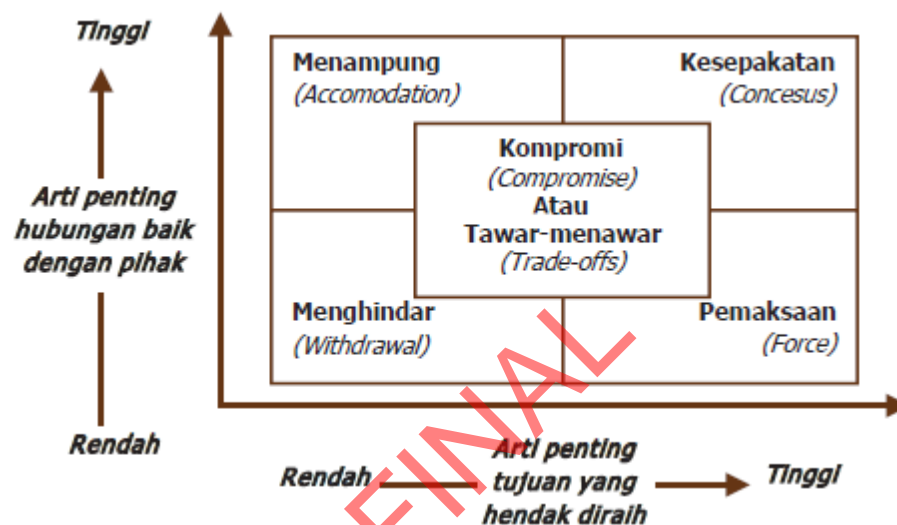 Tinggi
Menampung
(Accomodation)
Kesepakatan
(Concesus)
Kompromi
(Compromise)
Atau
Tawar-menawar
(Trade-offs)
Arti penting
hubungan baik
dengan pihak
Menghindar
(Withdrawal)
Pemaksaan
(Force)
Rendah
Rendah
Arti penting
tujuan yang
hendak diraih
Tinggi
FINAL